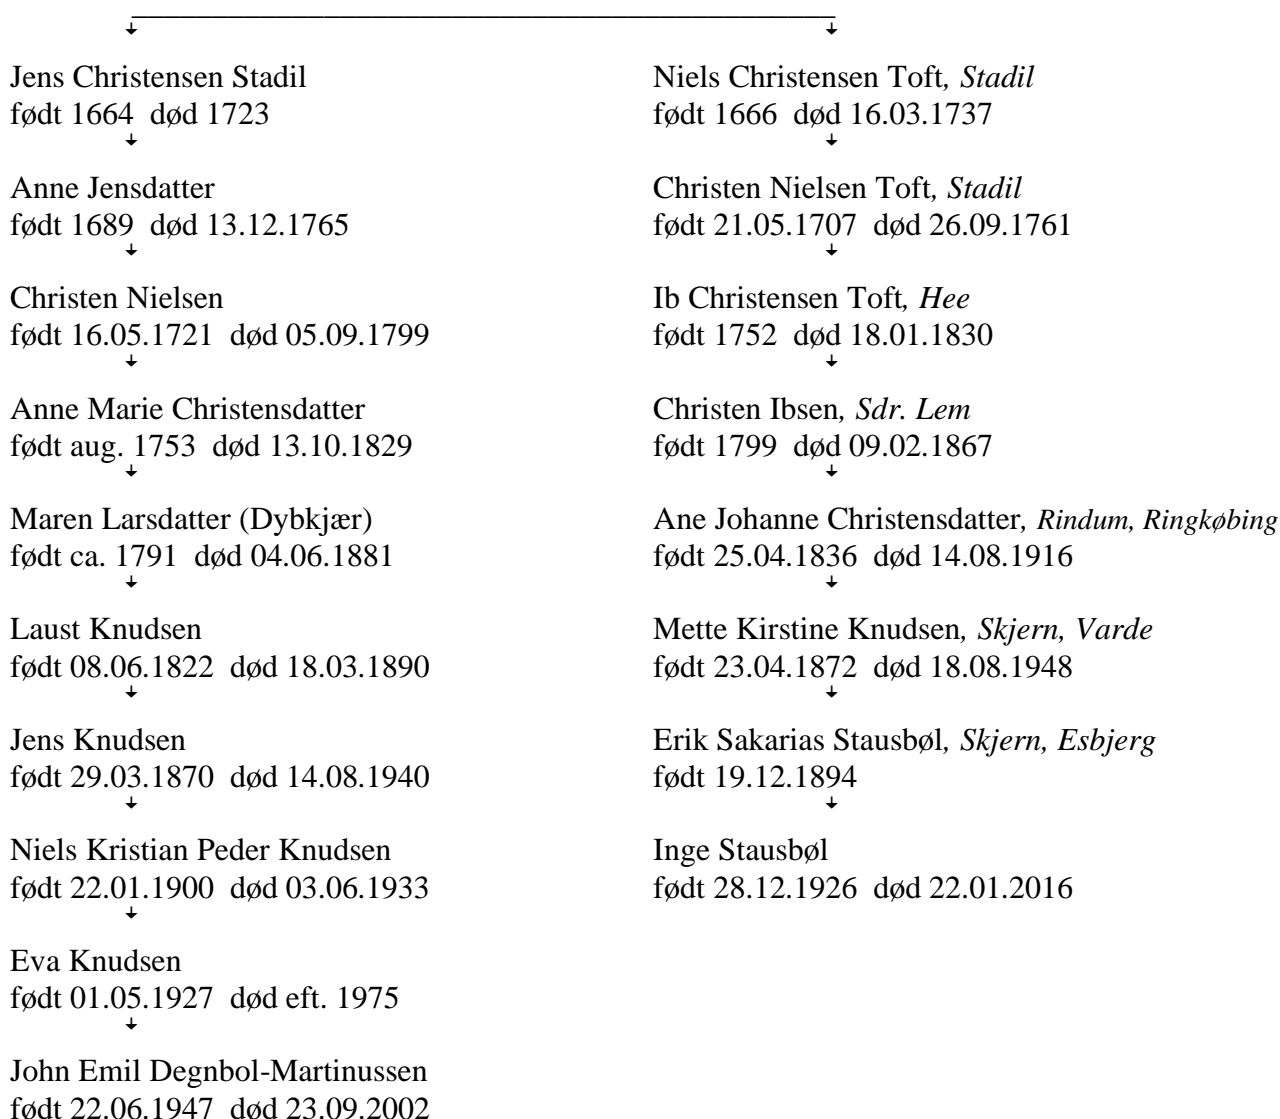 Jens Christensen Stadil
født 1664 død 1723
Anne Jensdatter
født 1689 død 13.12.1765
Christen Nielsen
født 16.05.1721 død 05.09.1799
Anne Marie Christensdatter
født aug. 1753 død 13.10.1829
Maren Larsdatter (Dybkjær)
født ca. 1791 død 04.06.1881
Laust Knudsen
født 08.06.1822 død 18.03.1890
Jens Knudsen
født 29.03.1870 død 14.08.1940
Niels Kristian Peder Knudsen
født 22.01.1900 død 03.06.1933
Eva Knudsen
født 01.05.1927 død eft. 1975
John Emil Degnbol-Martinussen
født 22.06.1947 død 23.09.2002
Niels Christensen Toft, Stadil
født 1666 død 16.03.1737
Christen Nielsen Toft, Stadil
født 21.05.1707 død 26.09.1761
Ib Christensen Toft, Hee
født 1752 død 18.01.1830
Christen Ibsen, Sdr. Lem
født 1799 død 09.02.1867
Ane Johanne Christensdatter, Rindum, Ringkøbing
født 25.04.1836 død 14.08.1916
Mette Kirstine Knudsen, Skjern, Varde
født 23.04.1872 død 18.08.1948
Erik Sakarias Stausbøl, Skjern, Esbjerg
født 19.12.1894
Inge Stausbøl
født 28.12.1926 død 22.01.2016